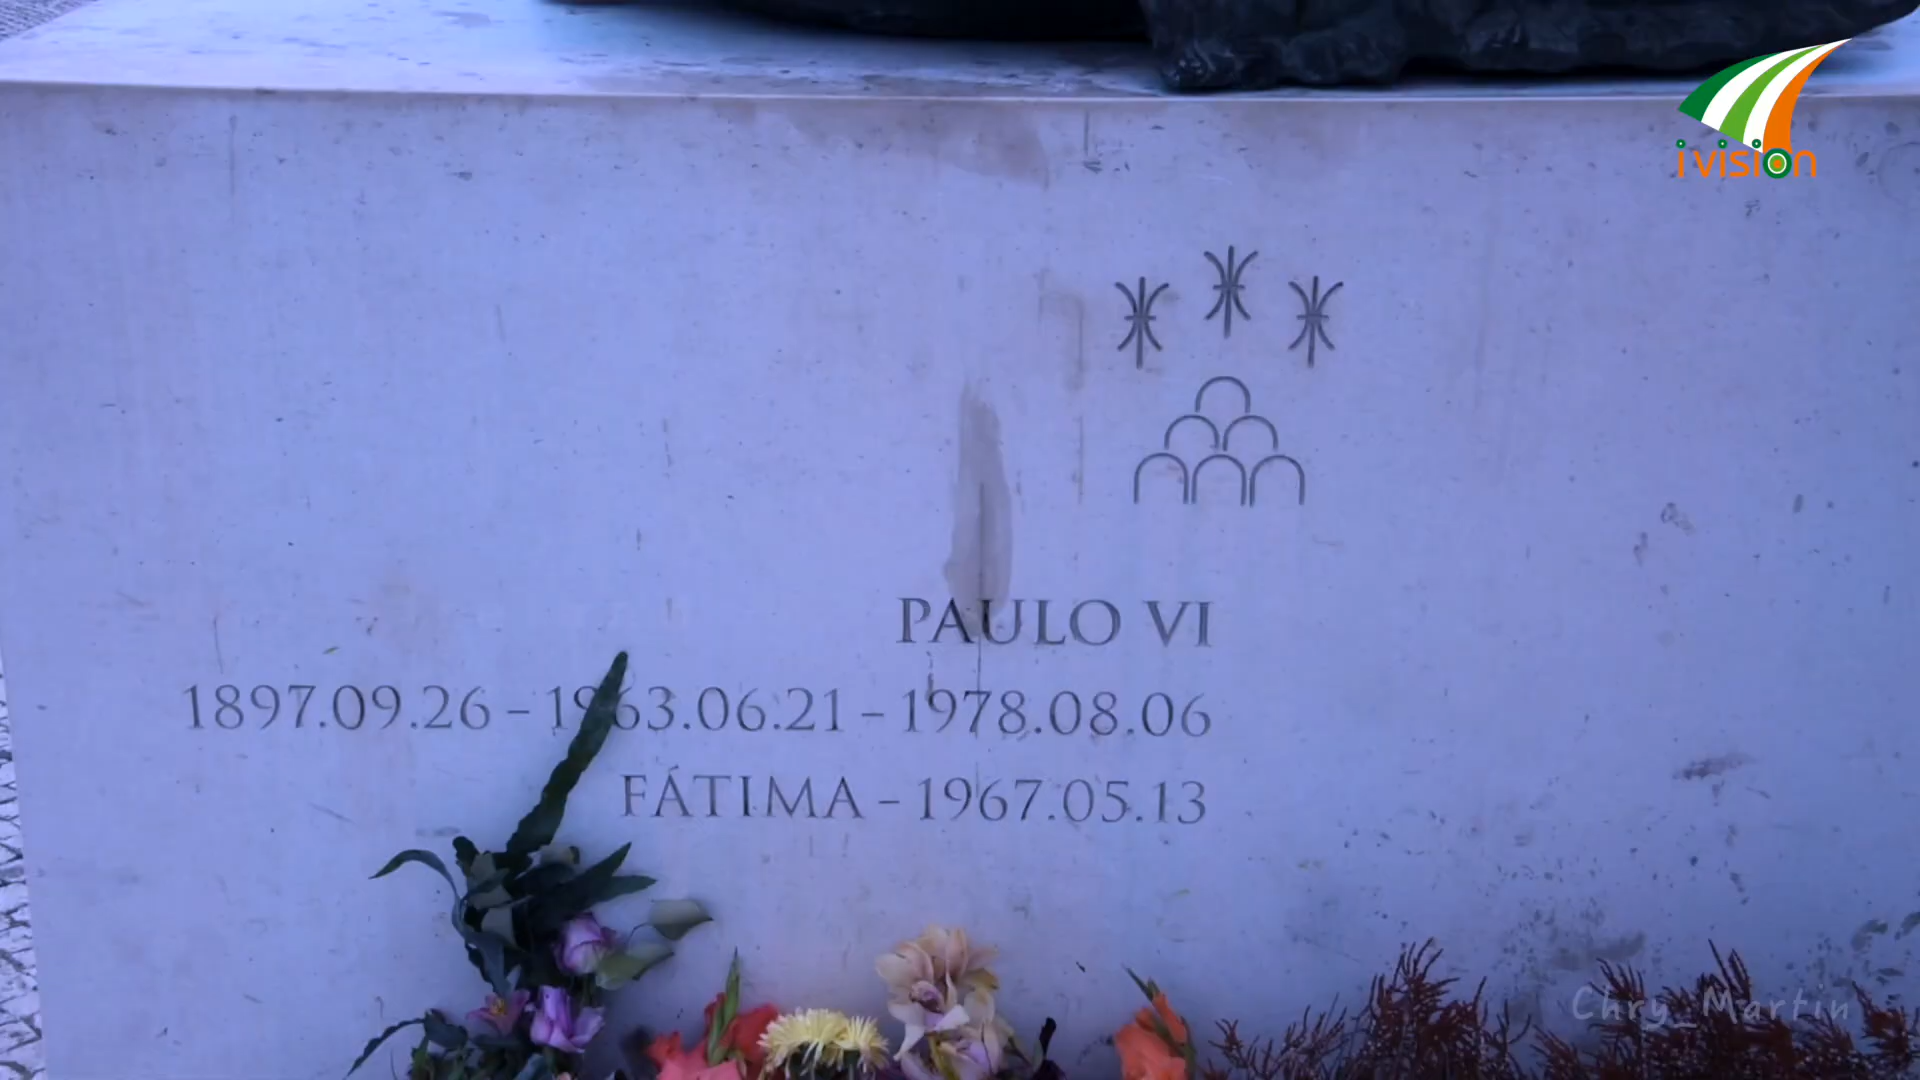 ivision
PAULO VI
1897.09.26 – 1963.06.21 – 1978.08.06
FÁTIMA – 1967.05.13
Chry_Martin